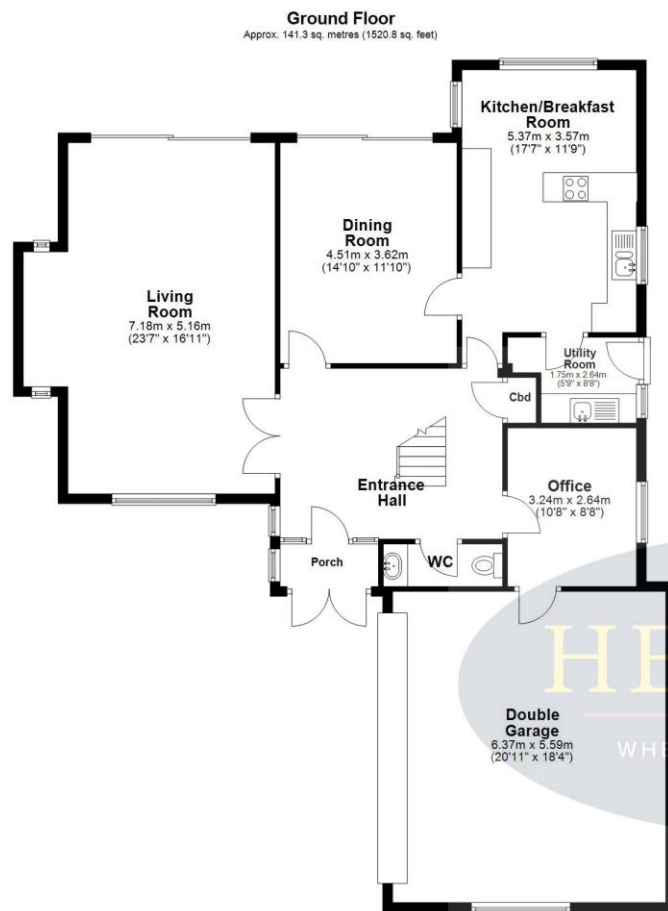 Ground Floor
Approx. 141.3 sq. metres (1520.8 sq. feet)
Kitchen/Breakfast
Room
5.37m x 3.57m
(17'7" x 11'9")
Dining
Room
4.51m x 3.62m
(14'10" x 11'10")
Living
Room
7.18m x 5.16m
(23'7" x 16'11")
Utility
Room
1.75m x 2.64m
(5'9" x 8'8")
Cbd
Entrance
Hall
Office
3.24m x 2.64m
(10'8" x 8'8")
Porch
WC
Double
Garage
6.37m x 5.59m
(20'11" x 18'4")
HE
WHE